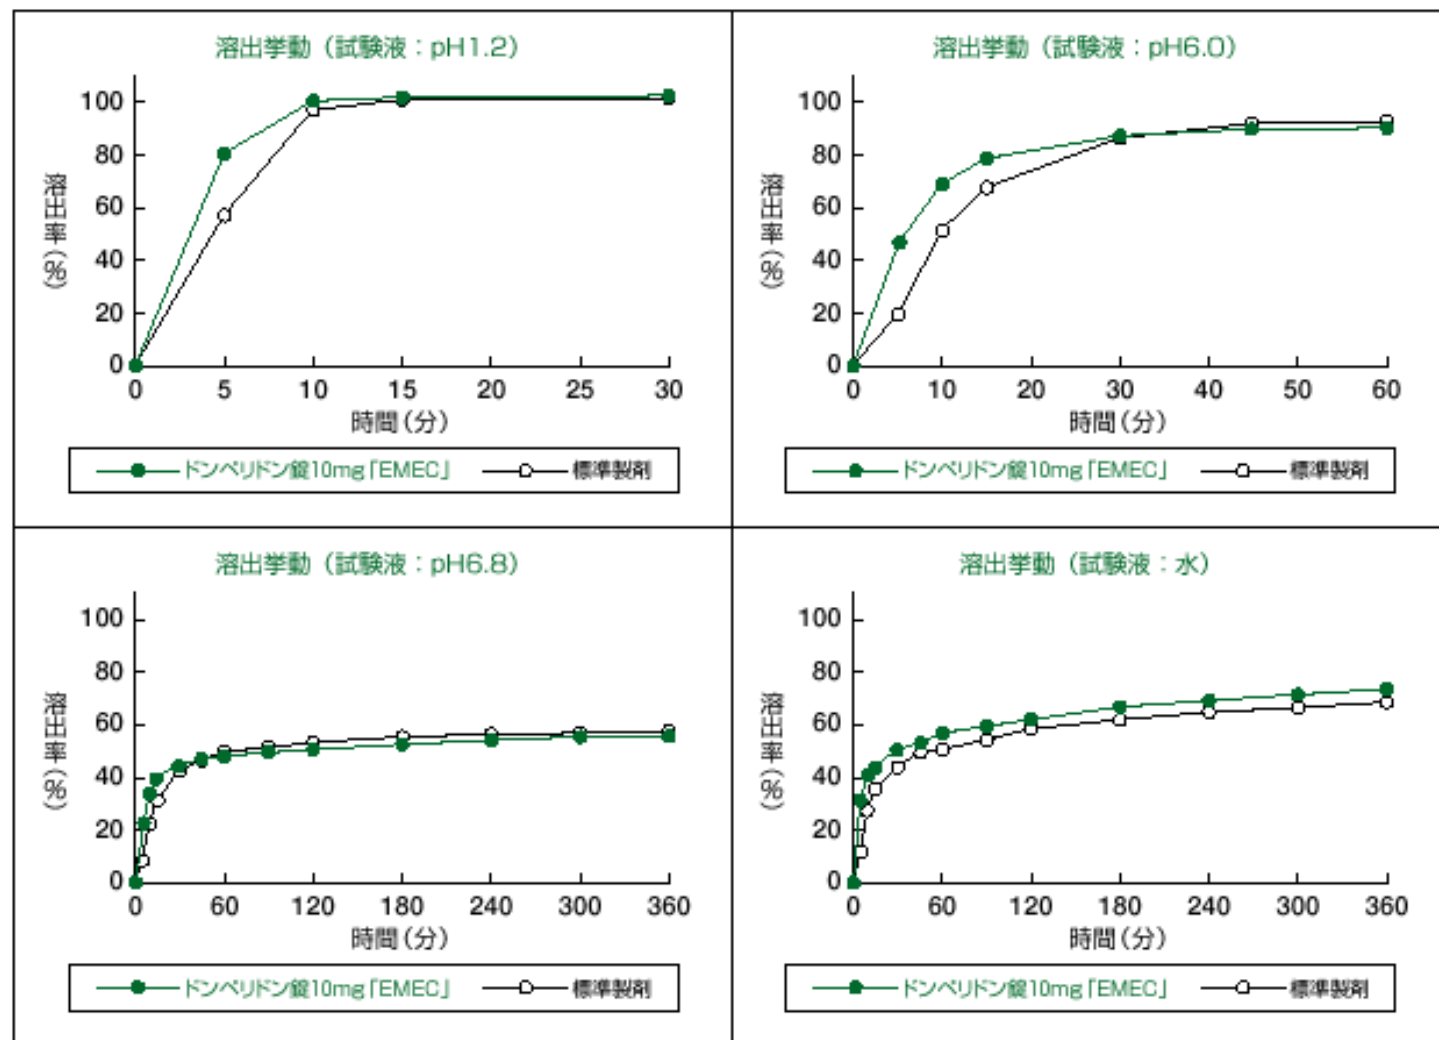 溶出挙動（試験液：pH1.2）
100
80
60
40
20
0
溶出率(%)
0 5 10 15 20 25 30
時間(分)
ドンペリドン錠10mg「EMEC」 標準製剤
溶出挙動（試験液：pH6.0）
100
80
60
40
20
0
溶出率(%)
0 10 20 30 40 50 60
時間(分)
ドンペリドン錠10mg「EMEC」 標準製剤
溶出挙動（試験液：pH6.8）
100
80
60
40
20
0
溶出率(%)
0 60 120 180 240 300 360
時間(分)
ドンペリドン錠10mg「EMEC」 標準製剤
溶出挙動（試験液：水）
100
80
60
40
20
0
溶出率(%)
0 60 120 180 240 300 360
時間(分)
ドンペリドン錠10mg「EMEC」 標準製剤